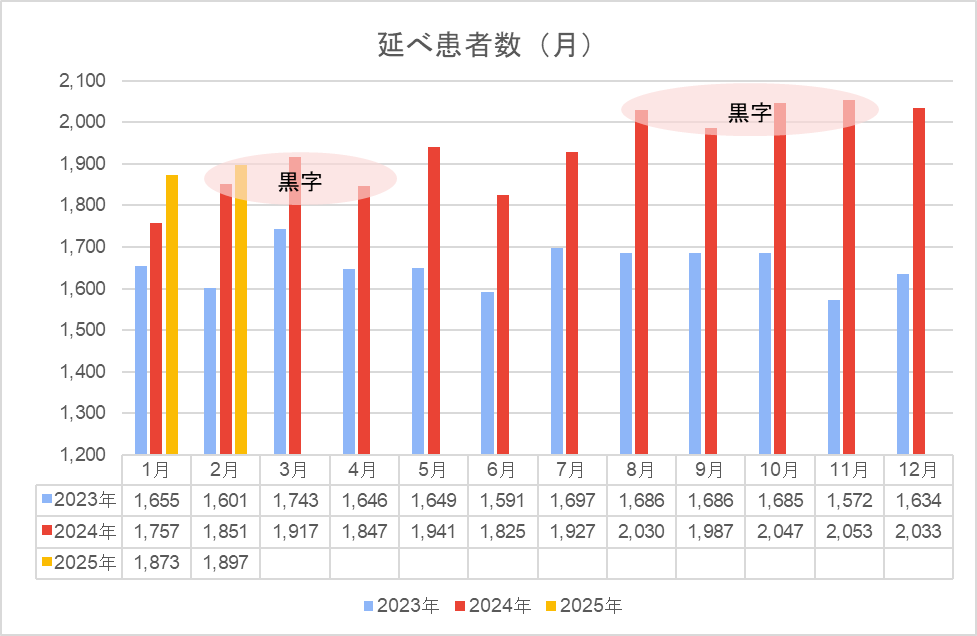 延べ患者数（月）
2,100
2,000
1,900
1,800
1,700
1,600
1,500
1,400
1,300
1,200
黒字
黒字
1月 2月 3月 4月 5月 6月 7月 8月 9月 10月 11月 12月
2023年 1,655 1,601 1,743 1,646 1,649 1,591 1,697 1,686 1,686 1,685 1,572 1,634
2024年 1,757 1,851 1,917 1,847 1,941 1,825 1,927 2,030 1,987 2,047 2,053 2,033
2025年 1,873 1,897
2023年 2024年 2025年